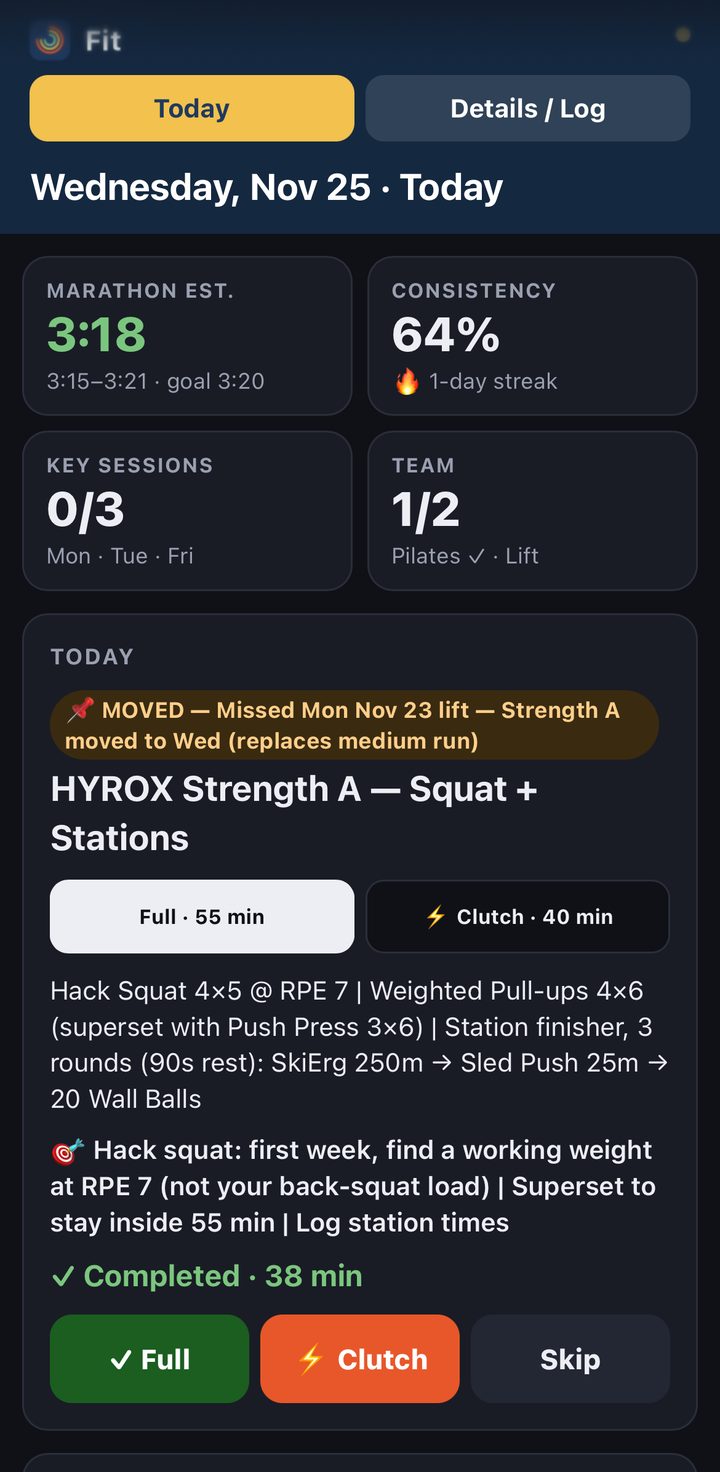 Fit
Today
Details / Log
Wednesday, Nov 25 · Today
MARATHON EST.
3:18
3:15–3:21 · goal 3:20
CONSISTENCY
64%
🔥 1-day streak
KEY SESSIONS
0/3
Mon · Tue · Fri
TEAM
1/2
Pilates ✓ · Lift
TODAY
📌 MOVED — Missed Mon Nov 23 lift — Strength A
moved to Wed (replaces medium run)
HYROX Strength A — Squat +
Stations
Full · 55 min
⚡ Clutch · 40 min
Hack Squat 4×5 @ RPE 7 | Weighted Pull-ups 4×6
(superset with Push Press 3×6) | Station finisher, 3
rounds (90s rest): SkiErg 250m → Sled Push 25m →
20 Wall Balls
🎯 Hack squat: first week, find a working weight
at RPE 7 (not your back-squat load) | Superset to
stay inside 55 min | Log station times
✓ Completed · 38 min
✓ Full
⚡ Clutch
Skip